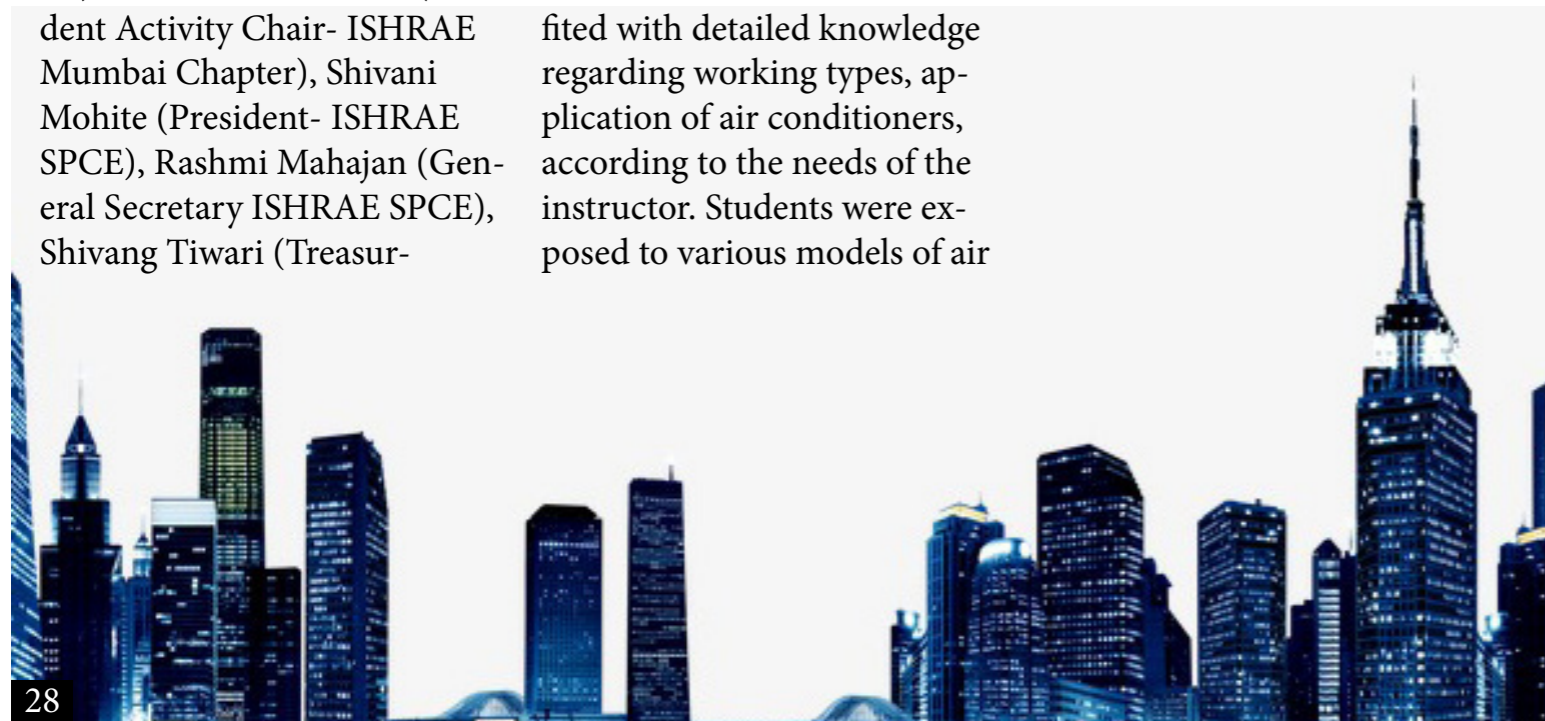 dent Activity Chair- ISHRAE
Mumbai Chapter), Shivani
Mohite (President- ISHRAE
SPCE), Rashmi Mahajan (Gen-
eral Secretary ISHRAE SPCE),
Shivang Tiwari (Treasur-
fited with detailed knowledge
regarding working types, ap-
plication of air conditioners,
according to the needs of the
instructor. Students were ex-
posed to various models of air
28